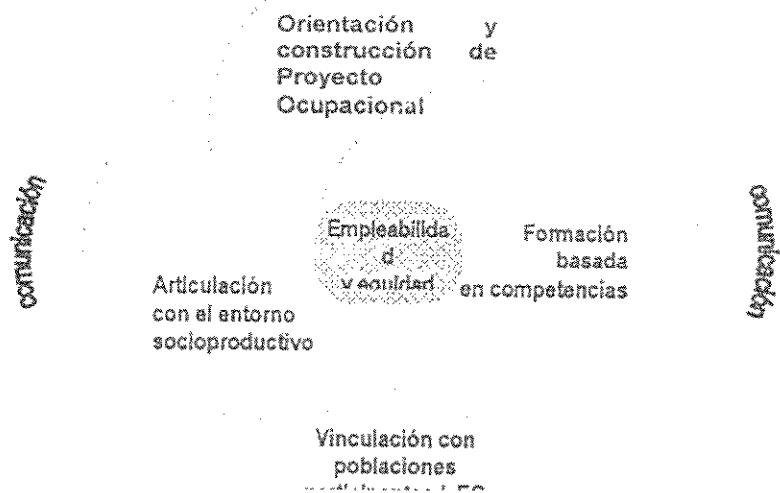 Orientación y
construcción de
Proyecto
Ocupacional
comunicación
comunicación
Empleabilida
d
y equidad
Formación
basada
en competencias
Articulación
con el entorno
socioproductivo
Vinculación con
poblaciones